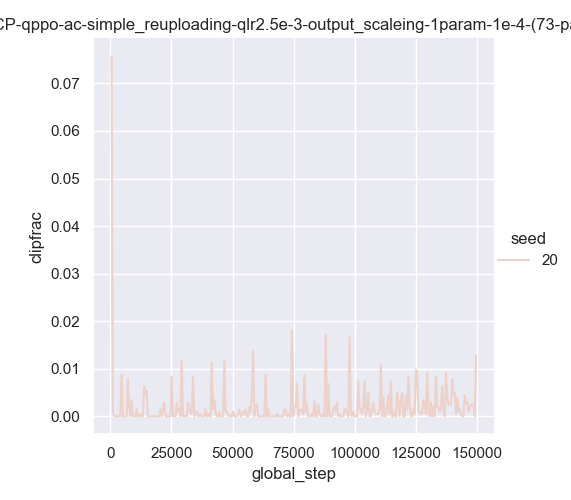 CP-qppo-ac-simple_reuploading-qlr2.5e-3-output_scaleing-1param-1e-4-(73-pa
0.07
0.06
0.05
0.04
0.03
0.02
0.01
0.00
clipfrac
0 25000 50000 75000 100000 125000 150000
global_step
seed
20